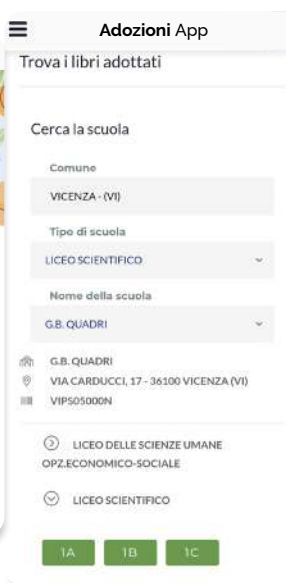 Adozioni App
Trova i libri adottati
Cerca la scuola
Comune
VICENZA - (VI)
Tipo di scuola
LICEO SCIENTIFICO
Nome della scuola
G.B. QUADRI
G.B. QUADRI
VIA CARDUCCI, 17 - 36100 VICENZA (VI)
VIPS05000N
LICEO DELLE SCIENZE UMANE
OPZ.ECONOMICO-SOCIALE
LICEO SCIENTIFICO
1A 1B 1C